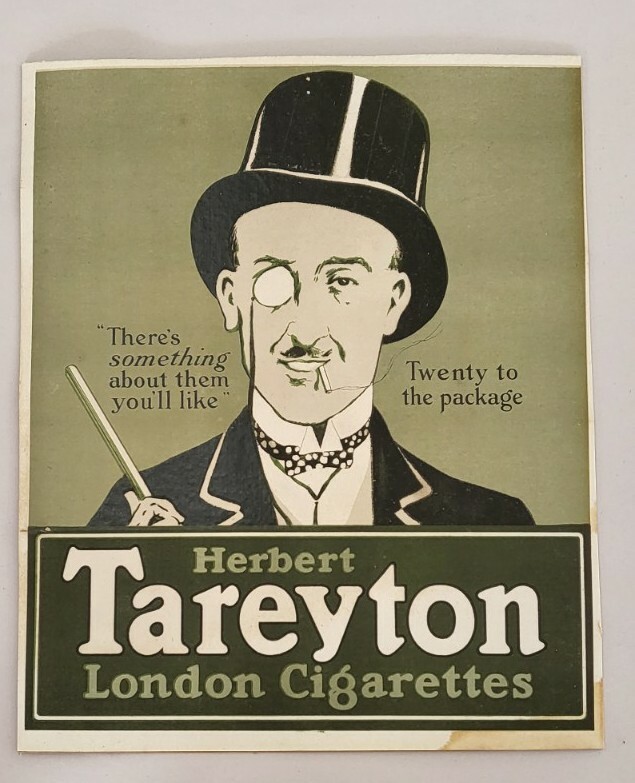 "There's
something
about them
you'll like"
Twenty to
the package
Herbert
Tareyton
London Cigarettes